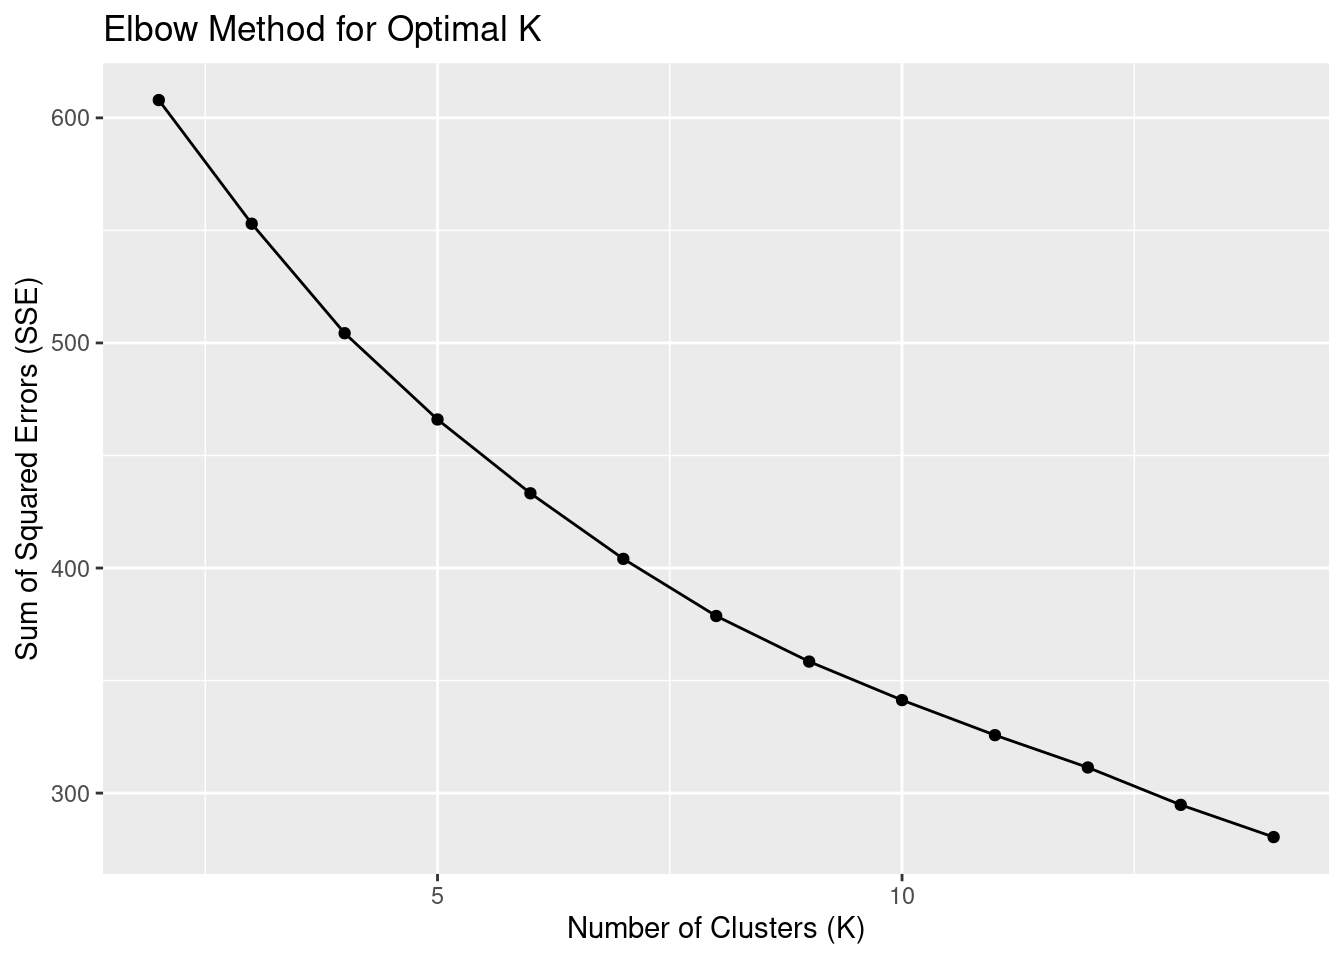 Elbow Method for Optimal K
Sum of Squared Errors (SSE)
600
500
400
300
5
10
Number of Clusters (K)